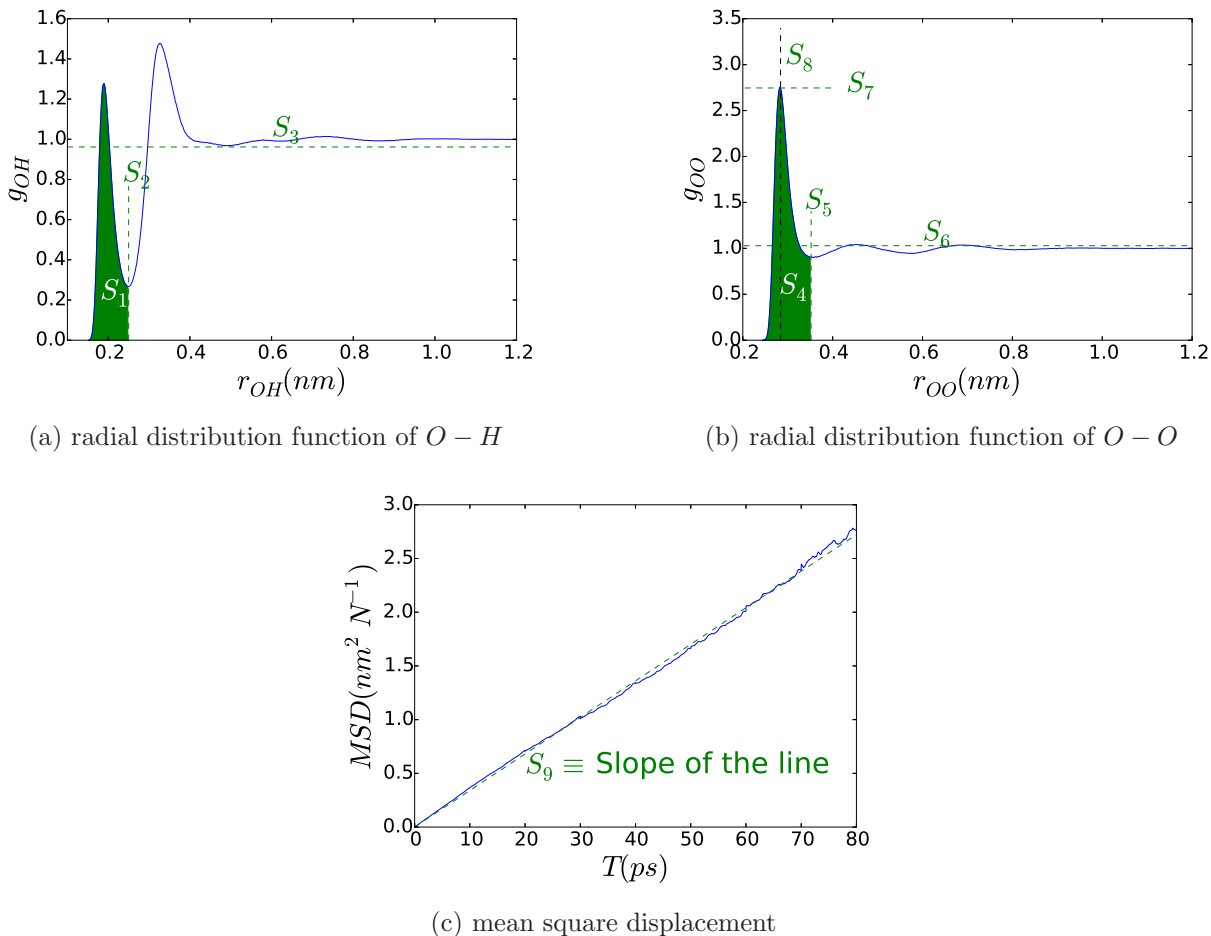 1.6
1.4
1.2
1.0
0.8
0.6
0.4
0.2
0.0
g_OH
S_1
S_2
S_3
0.2 0.4 0.6 0.8 1.0 1.2
r_OH(nm)
(a) radial distribution function of O − H
3.5
3.0
2.5
2.0
1.5
1.0
0.5
0.0
g_OO
S_8
S_7
S_5
S_6
S_4
0.2 0.4 0.6 0.8 1.0 1.2
r_OO(nm)
(b) radial distribution function of O − O
3.0
2.5
2.0
1.5
1.0
0.5
0.0
MSD(nm² N⁻¹)
S_9 ≡ Slope of the line
0 10 20 30 40 50 60 70 80
T(ps)
(c) mean square displacement